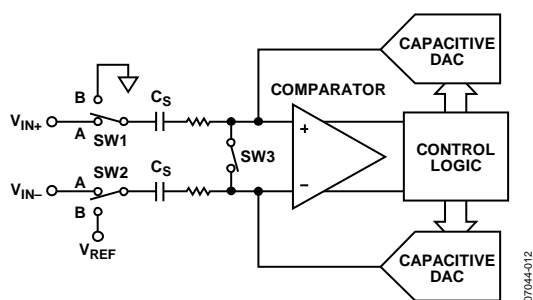 CAPACITIVE
DAC
B
COMPARATOR
CS
VIN+
A
SW1
+
CONTROL
LOGIC
SW3
SW2
CS
VIN–
A
–
B
VREF
CAPACITIVE
DAC
07044-012